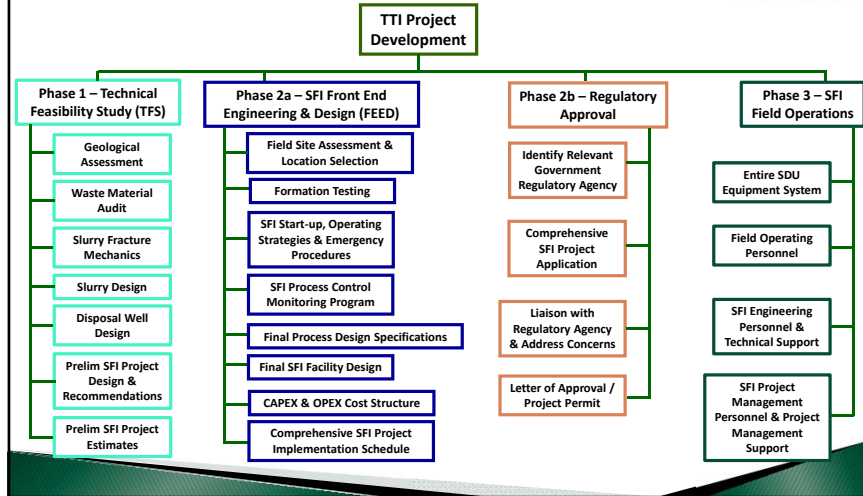 TTI Project
Development
Phase 1 – Technical
Feasibility Study (TFS)
Geological
Assessment
Waste Material
Audit
Slurry Fracture
Mechanics
Slurry Design
Disposal Well
Design
Prelim SFI Project
Design &
Recommendations
Prelim SFI Project
Estimates
Phase 2a – SFI Front End
Engineering & Design (FEED)
Field Site Assessment &
Location Selection
Formation Testing
SFI Start-up, Operating
Strategies & Emergency
Procedures
SFI Process Control
Monitoring Program
Final Process Design Specifications
Final SFI Facility Design
CAPEX & OPEX Cost Structure
Comprehensive SFI Project
Implementation Schedule
Phase 2b – Regulatory
Approval
Identify Relevant
Government
Regulatory Agency
Comprehensive
SFI Project
Application
Liaison with
Regulatory Agency
& Address Concerns
Letter of Approval /
Project Permit
Phase 3 – SFI
Field Operations
Entire SDU
Equipment System
Field Operating
Personnel
SFI Engineering
Personnel &
Technical Support
SFI Project
Management
Personnel & Project
Management
Support